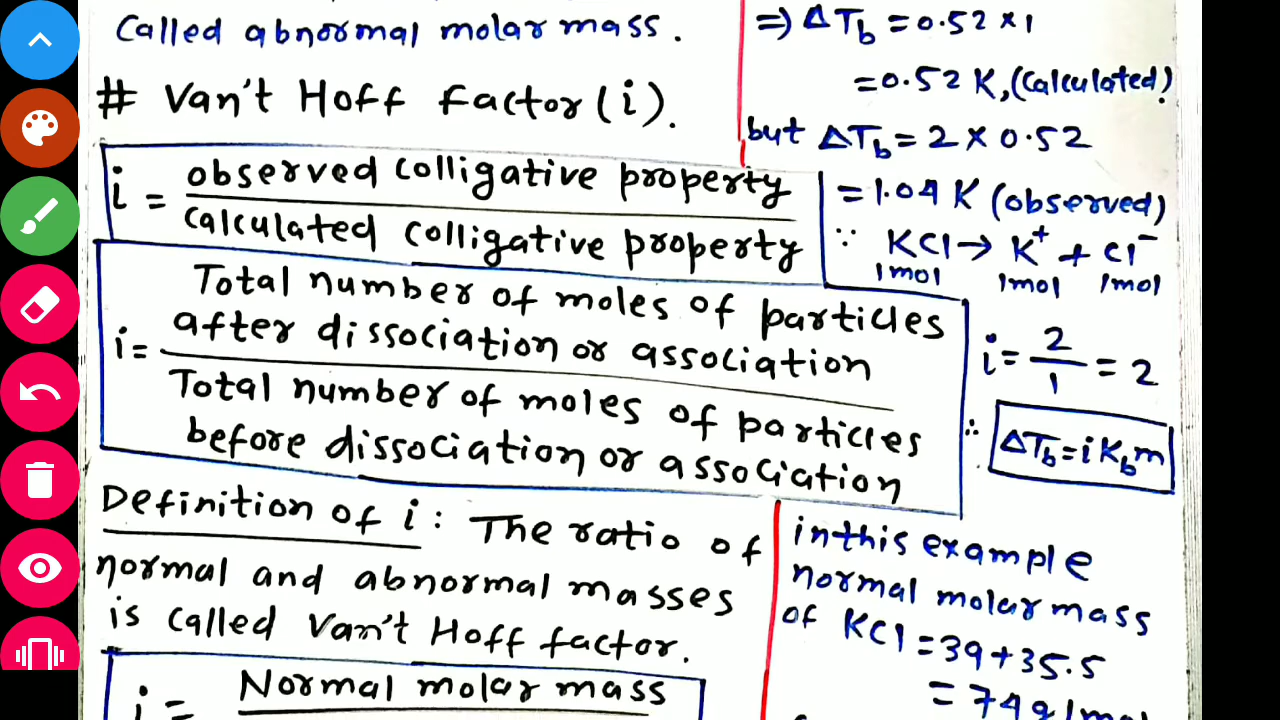 Called abnormal molar mass.
# Van't Hoff factor (i).
i = observed colligative property
calculated colligative property
i = Total number of moles of particles
after dissociation or association
Total number of moles of particles
before dissociation or association
Definition of i : The ratio of
normal and abnormal masses
is called Van't Hoff factor.
i = Normal molar mass
⇒ ΔTb = 0.52 × 1
= 0.52 K, (Calculated)
but ΔTb = 2 × 0.52
= 1.04 K (observed)
∵ KCl → K⁺ + Cl⁻
1mol 1mol 1mol
i = 2/1 = 2
∴ ΔTb = i Kb m
in this example
normal molar mass
of KCl = 39 + 35.5
= 74 g/mol